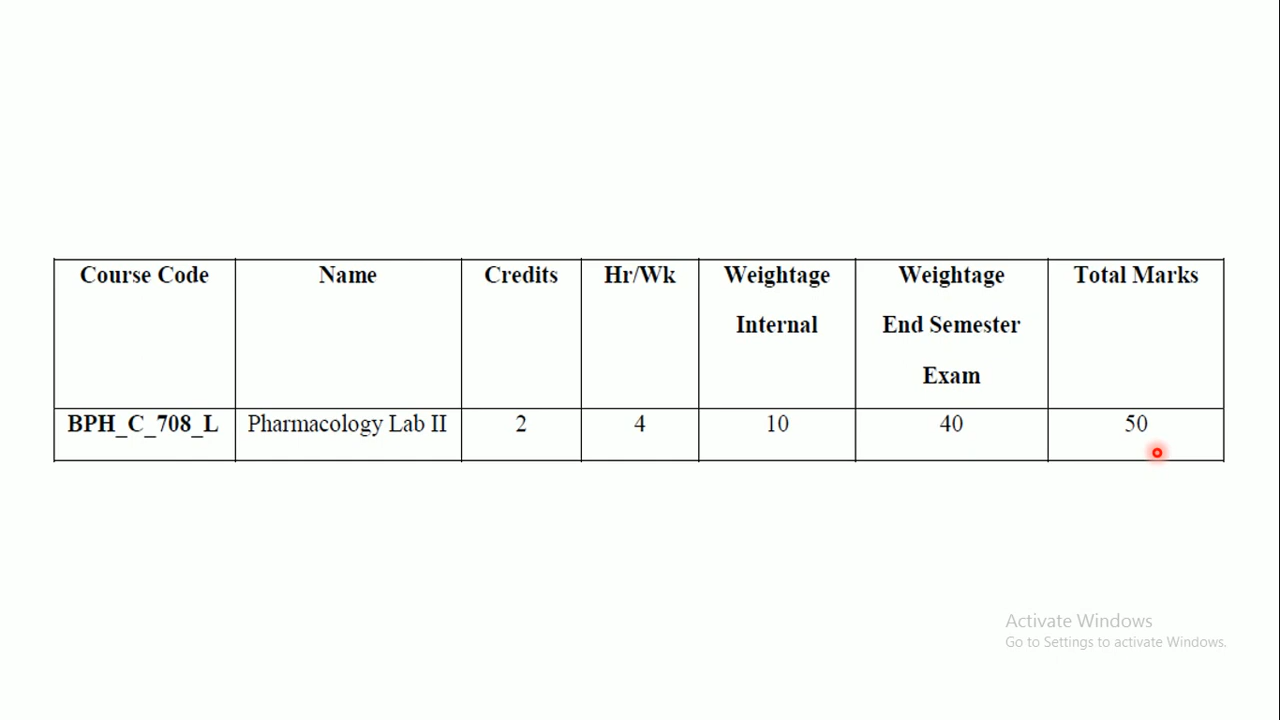 Course Code Name Credits Hr/Wk Weightage Weightage Total Marks
Internal End Semester
Exam
BPH_C_708_L Pharmacology Lab II 2 4 10 40 50
Activate Windows
Go to Settings to activate Windows.